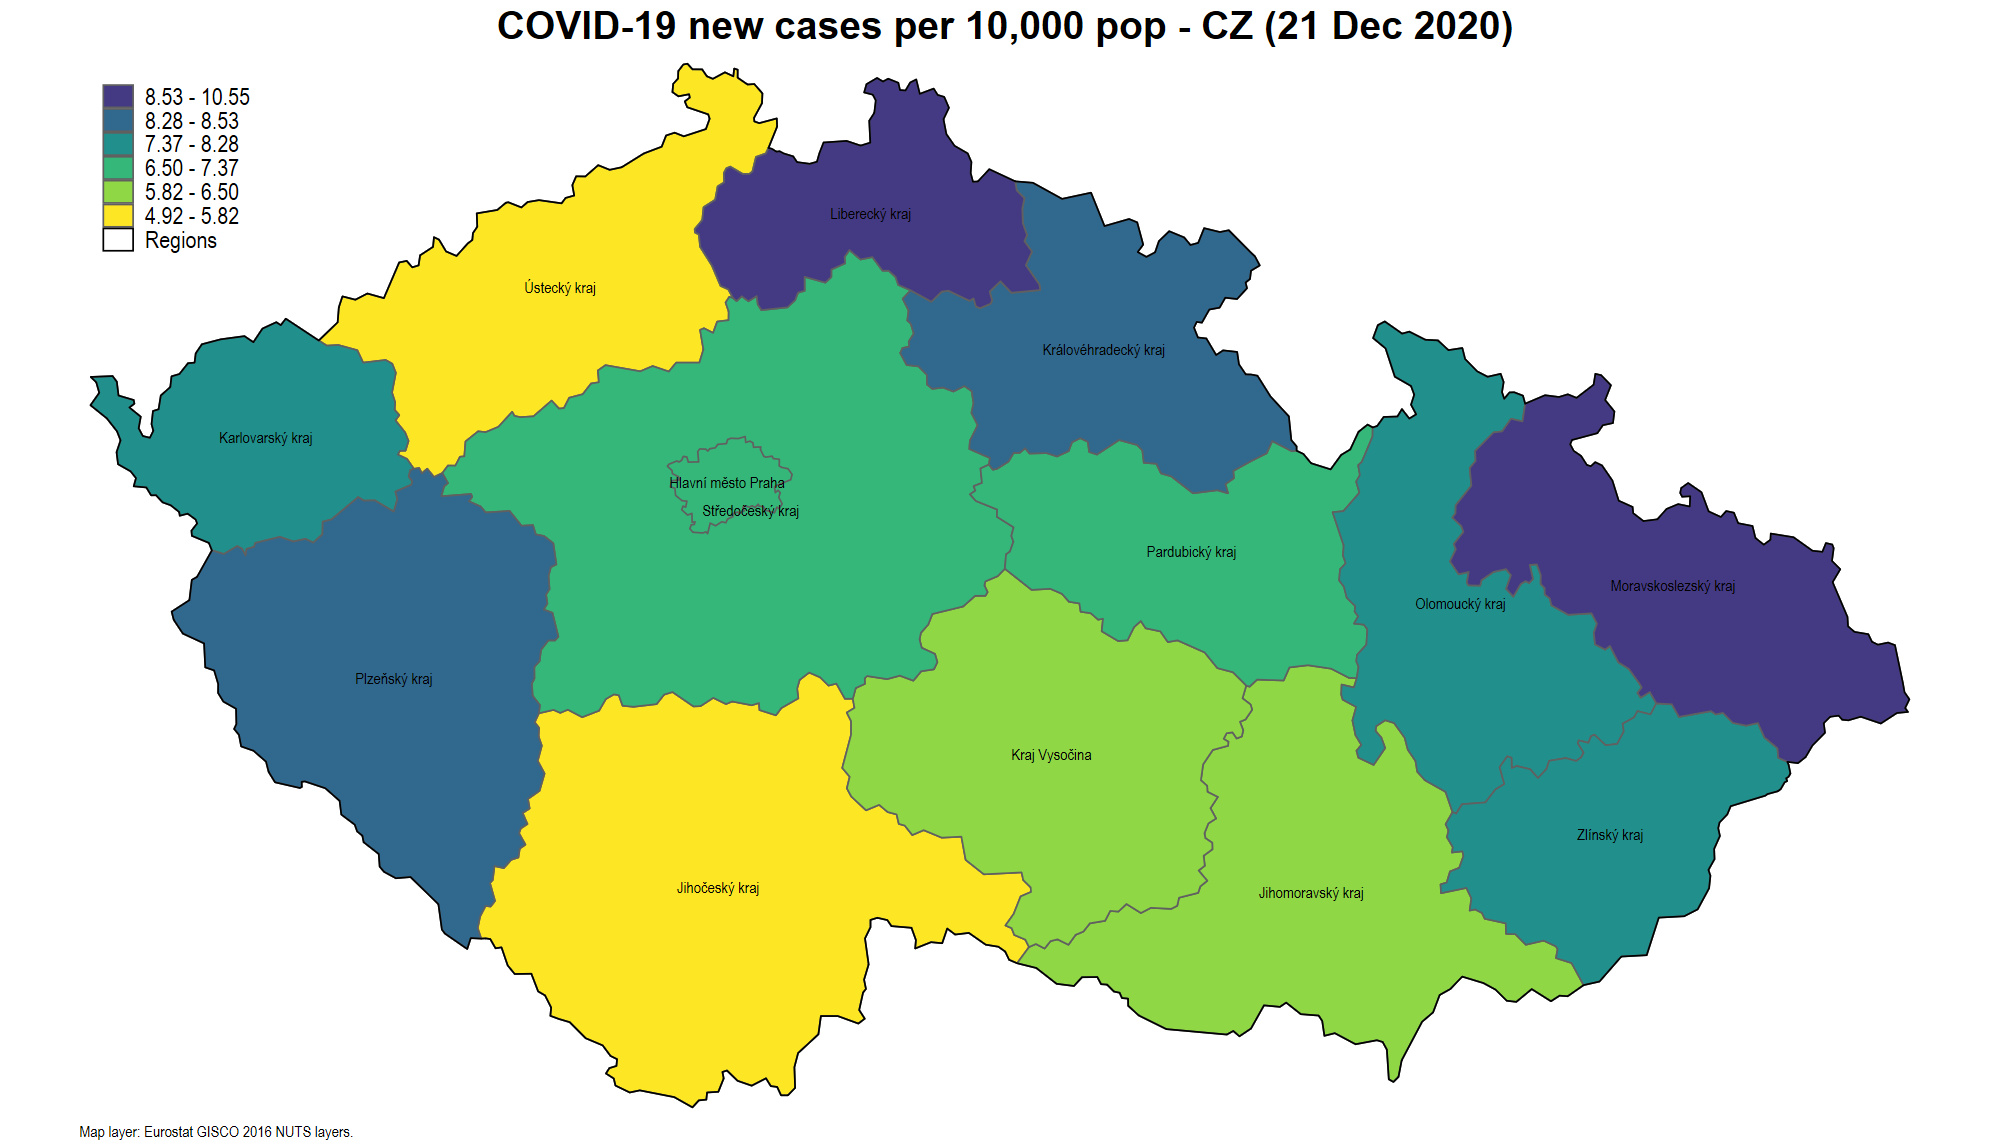 COVID-19 new cases per 10,000 pop - CZ (21 Dec 2020)
8.53 - 10.55
8.28 - 8.53
7.37 - 8.28
6.50 - 7.37
5.82 - 6.50
4.92 - 5.82
Regions
Liberecký kraj
Ústecký kraj
Královéhradecký kraj
Karlovarský kraj
Hlavní město Praha
Středočeský kraj
Pardubický kraj
Moravskoslezský kraj
Olomoucký kraj
Plzeňský kraj
Kraj Vysočina
Zlínský kraj
Jihočeský kraj
Jihomoravský kraj
Map layer: Eurostat GISCO 2016 NUTS layers.